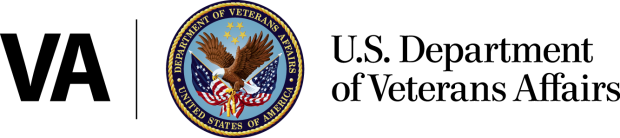 VA
DEPARTMENT OF VETERANS AFFAIRS
UNITED STATES OF AMERICA
U.S. Department
of Veterans Affairs